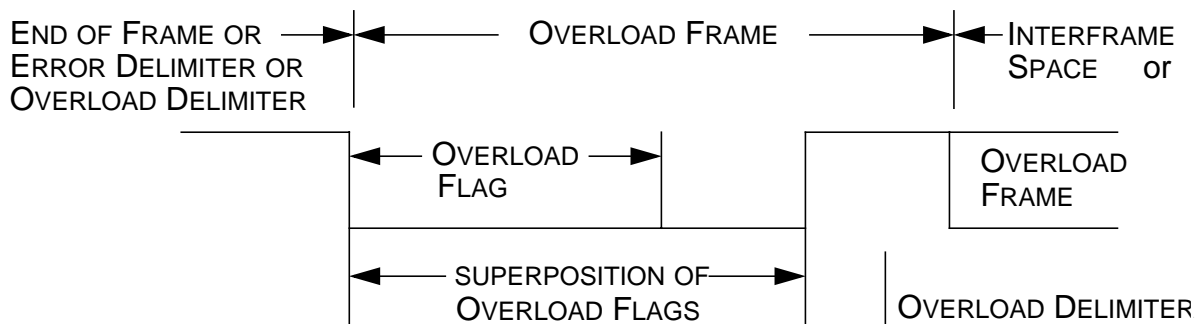 END OF FRAME OR
ERROR DELIMITER OR
OVERLOAD DELIMITER
OVERLOAD FRAME
INTERFRAME
SPACE or
OVERLOAD
FLAG
OVERLOAD
FRAME
SUPERPOSITION OF
OVERLOAD FLAGS
OVERLOAD DELIMITER